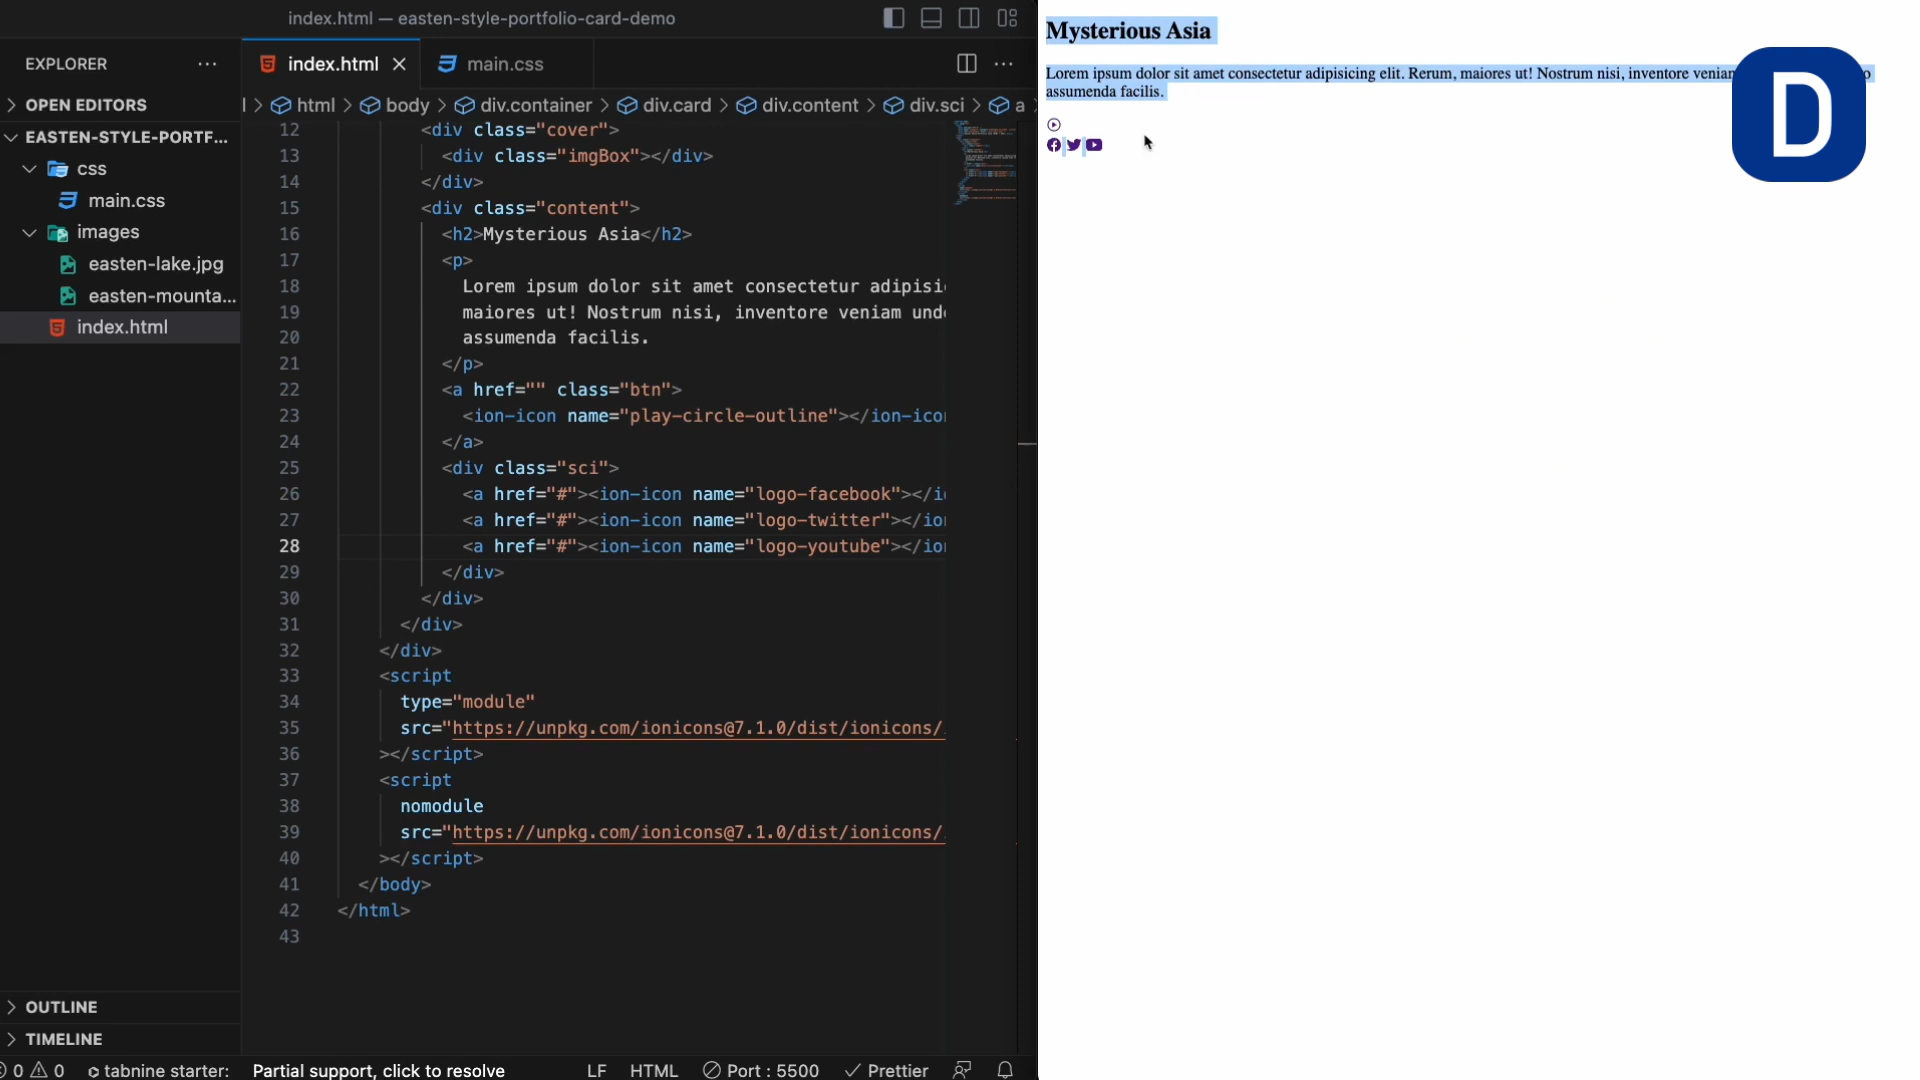 index.html — easten-style-portfolio-card-demo
EXPLORER
index.html
main.css
OPEN EDITORS
html > body > div.container > div.card > div.content > div.sci > a
EASTEN-STYLE-PORTF...
css
main.css
images
easten-lake.jpg
easten-mounta...
index.html
12 <div class="cover">
13 <div class="imgBox"></div>
14 </div>
15 <div class="content">
16 <h2>Mysterious Asia</h2>
17 <p>
18 Lorem ipsum dolor sit amet consectetur adipisi
19 maiores ut! Nostrum nisi, inventore veniam und
20 assumenda facilis.
21 </p>
22 <a href="" class="btn">
23 <ion-icon name="play-circle-outline"></ion-ico
24 </a>
25 <div class="sci">
26 <a href="#"><ion-icon name="logo-facebook"></i
27 <a href="#"><ion-icon name="logo-twitter"></io
28 <a href="#"><ion-icon name="logo-youtube"></io
29 </div>
30 </div>
31 </div>
32 </div>
33 <script
34 type="module"
35 src="https://unpkg.com/ionicons@7.1.0/dist/ionicons/
36 ></script>
37 <script
38 nomodule
39 src="https://unpkg.com/ionicons@7.1.0/dist/ionicons/
40 ></script>
41 </body>
42 </html>
43
OUTLINE
TIMELINE
0 0 tabnine starter: Partial support, click to resolve LF HTML Port : 5500 Prettier
Mysterious Asia
Lorem ipsum dolor sit amet consectetur adipisicing elit. Rerum, maiores ut! Nostrum nisi, inventore veniam
assumenda facilis.
D